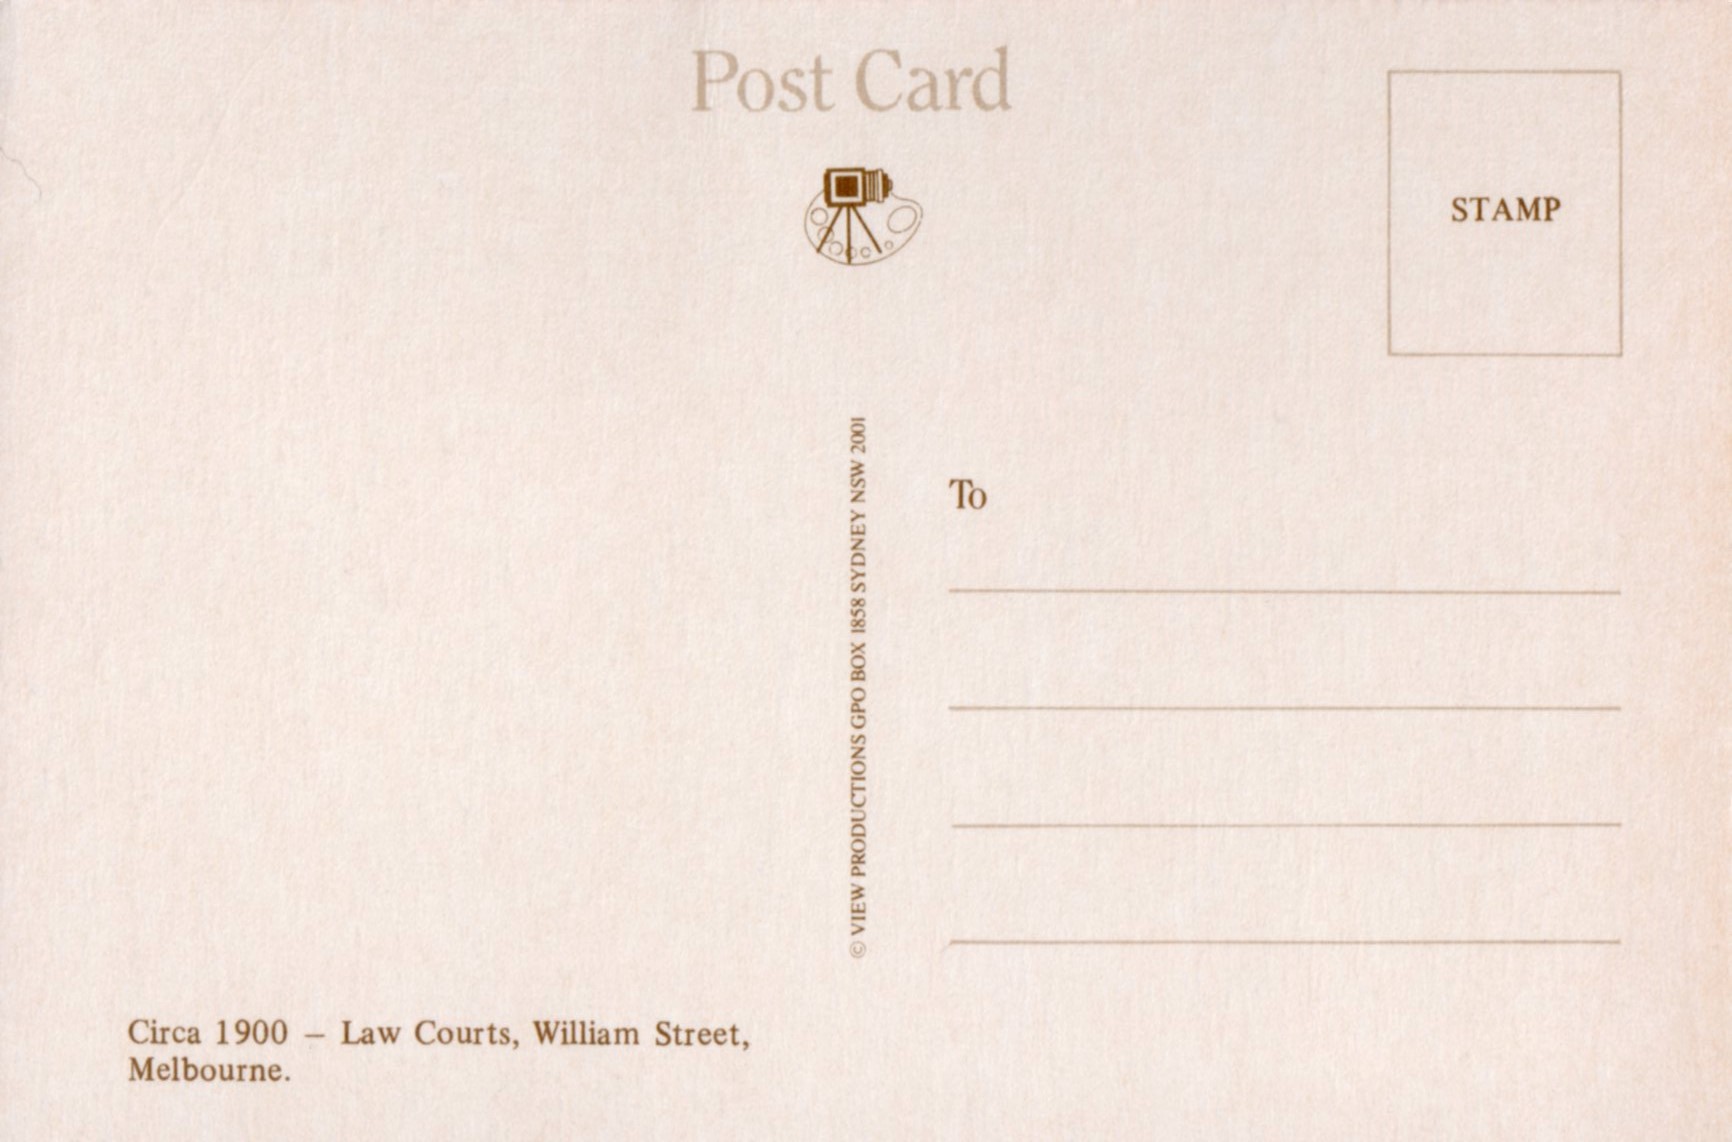 Post Card
STAMP
© VIEW PRODUCTIONS GPO BOX 1858 SYDNEY NSW 2001
To
Circa 1900 – Law Courts, William Street,
Melbourne.